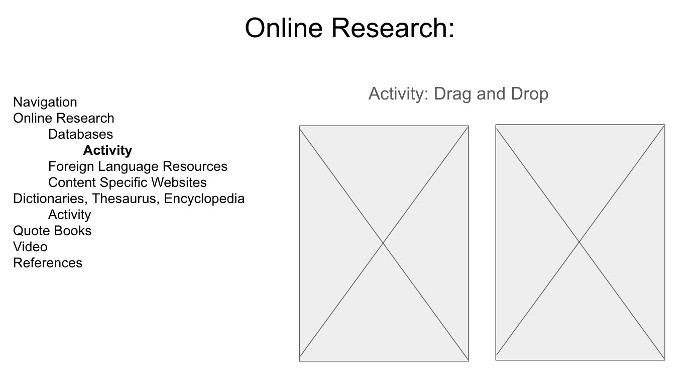 Online Research:
Navigation
Online Research
Databases
Activity
Foreign Language Resources
Content Specific Websites
Dictionaries, Thesaurus, Encyclopedia
Activity
Quote Books
Video
References
Activity: Drag and Drop